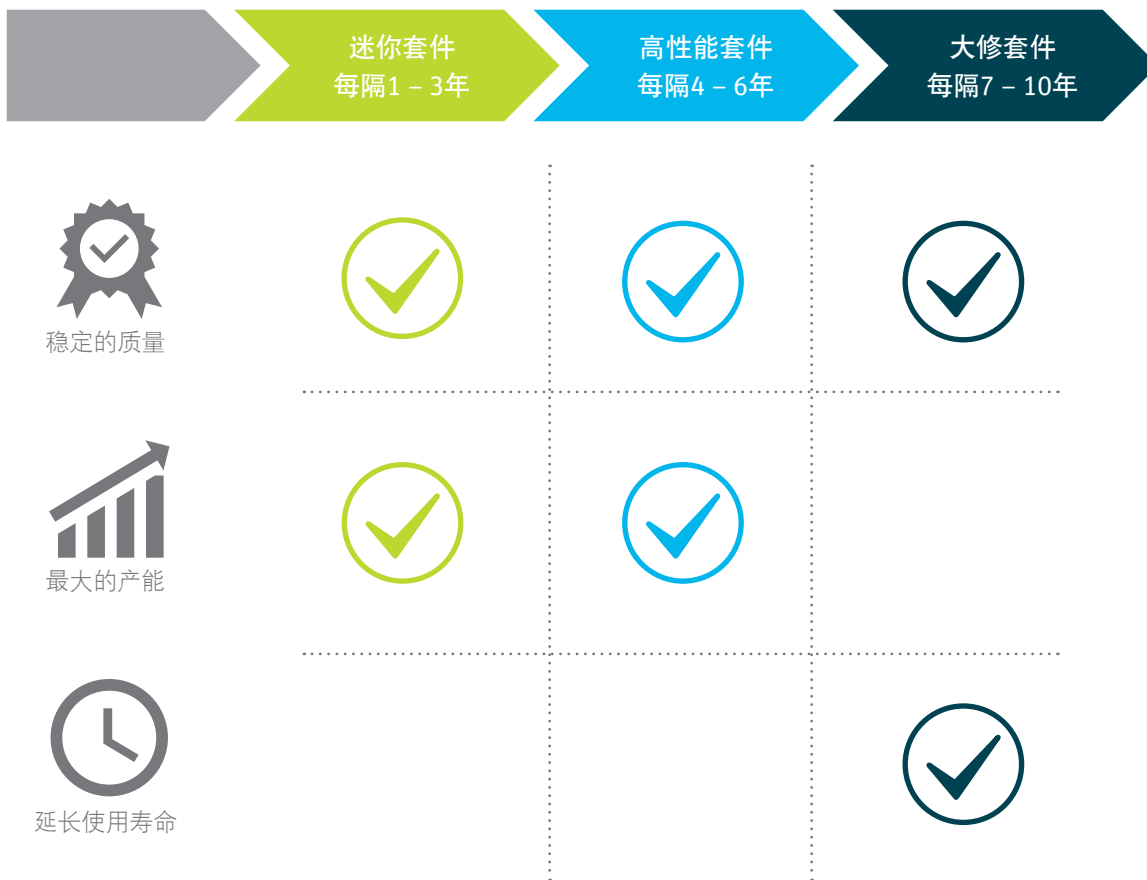 迷你套件
每隔1 – 3年
高性能套件
每隔4 – 6年
大修套件
每隔7 – 10年
稳定的质量
最大的产能
延长使用寿命